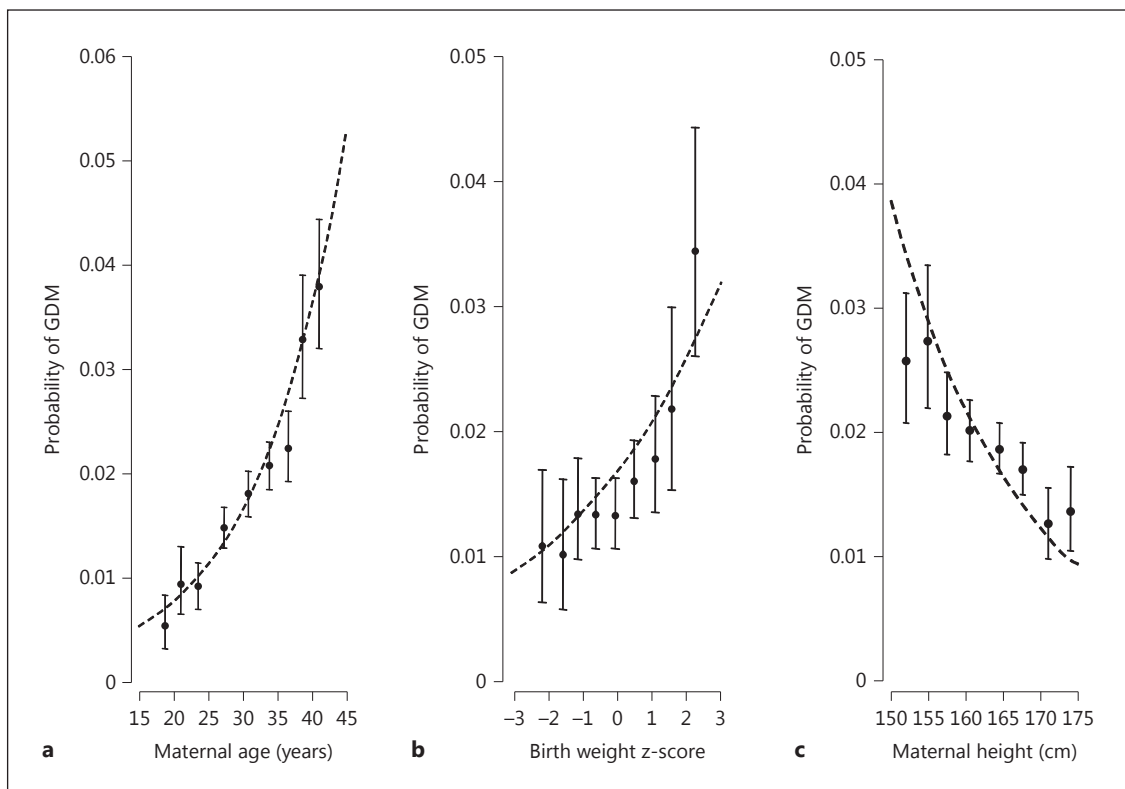 0.06
0.05
0.04
0.03
0.02
0.01
0
Probability of GDM
15 20 25 30 35 40 45
a Maternal age (years)
0.05
0.04
0.03
0.02
0.01
0
Probability of GDM
–3 –2 –1 0 1 2 3
b Birth weight z-score
0.05
0.04
0.03
0.02
0.01
0
Probability of GDM
150 155 160 165 170 175
c Maternal height (cm)